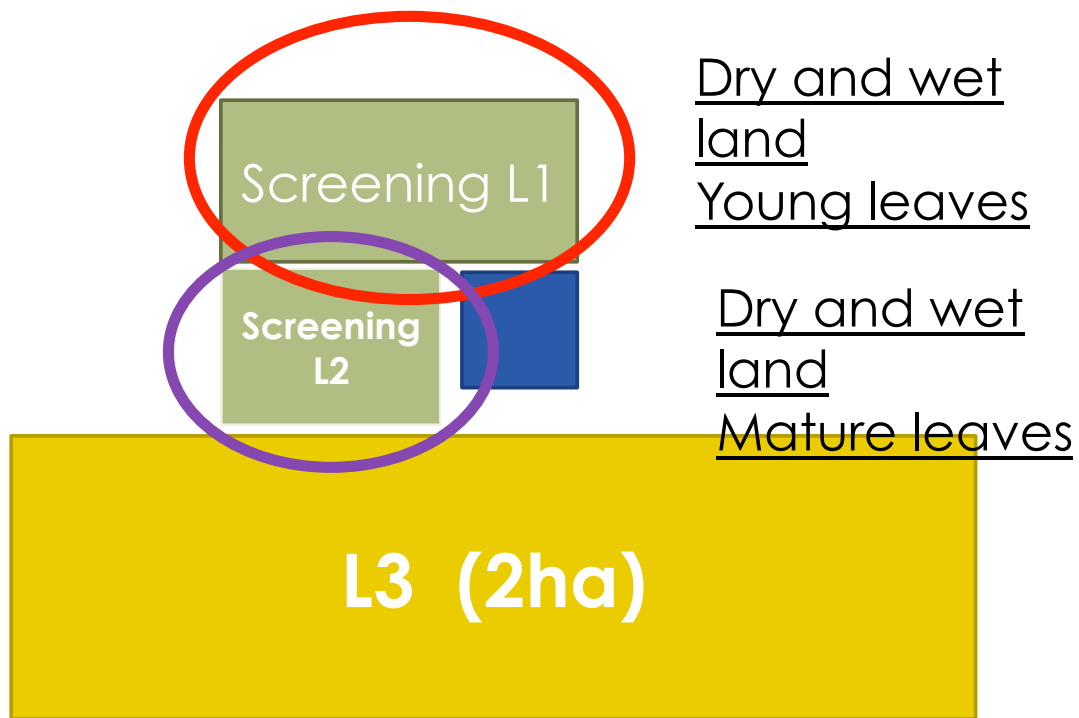 Screening L1
Dry and wet
land
Young leaves
Screening
L2
Dry and wet
land
Mature leaves
L3 (2ha)